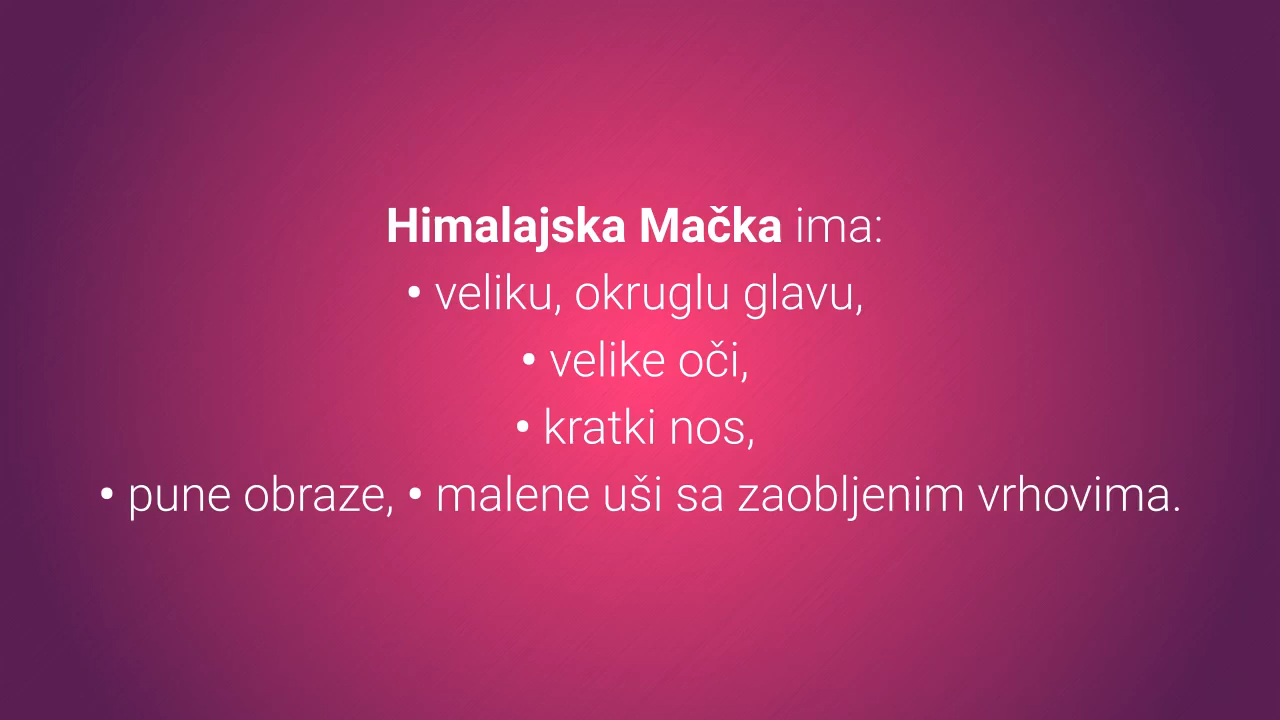 Himalajska Mačka ima:
• veliku, okruglu glavu,
• velike oči,
• kratki nos,
• pune obraze, • malene uši sa zaobljenim vrhovima.